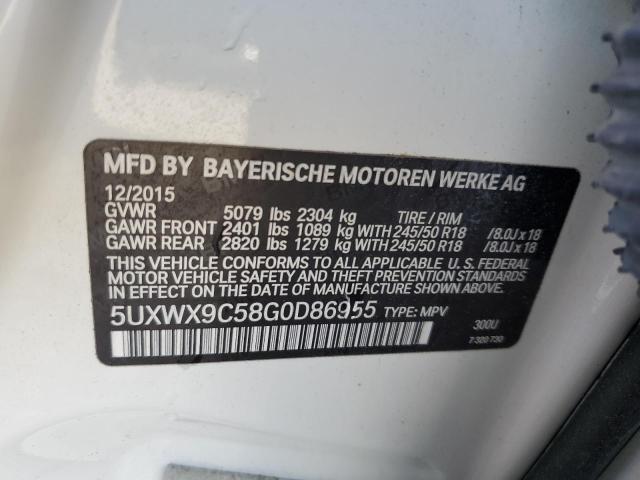 MFD BY BAYERISCHE MOTOREN WERKE AG
12/2015
GVWR 5079 lbs 2304 kg TIRE / RIM
GAWR FRONT 2401 lbs 1089 kg WITH 245/50 R18 /8.0J x 18
GAWR REAR 2820 lbs 1279 kg WITH 245/50 R18 /8.0J x 18
THIS VEHICLE CONFORMS TO ALL APPLICABLE U. S. FEDERAL
MOTOR VEHICLE SAFETY AND THEFT PREVENTION STANDARDS
IN EFFECT ON THE DATE OF MANUFACTURE SHOWN ABOVE.
5UXWX9C58G0D86955 TYPE: MPV
300U
7 320 730